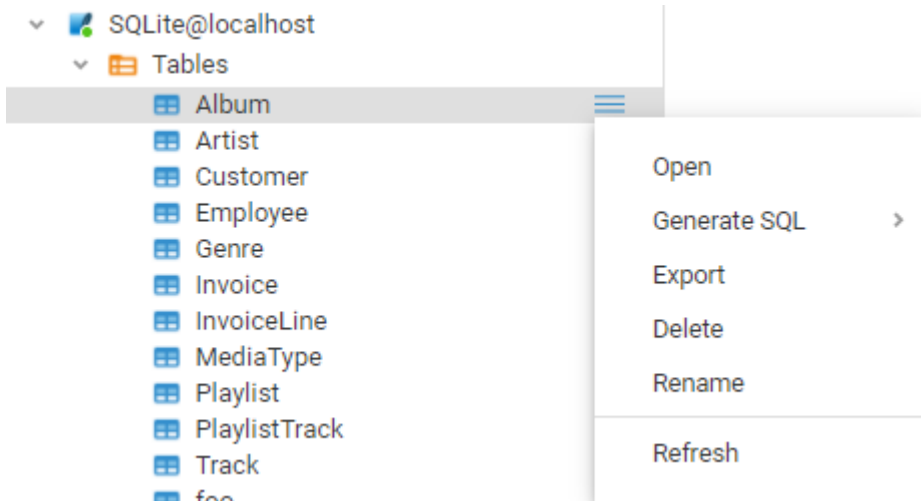 SQLite@localhost
Tables
Album
Artist
Customer
Employee
Genre
Invoice
InvoiceLine
MediaType
Playlist
PlaylistTrack
Track
Open
Generate SQL
Export
Delete
Rename
Refresh